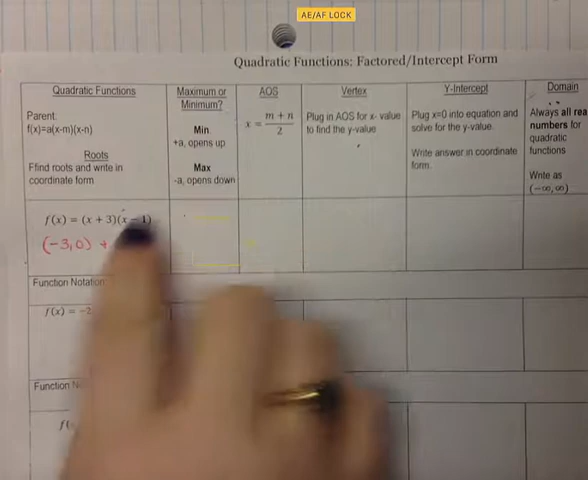 AE/AF LOCK
Quadratic Functions: Factored/Intercept Form
Quadratic Functions
Parent:
f(x)=a(x-m)(x-n)
Roots
Ffind roots and write in
coordinate form
Maximum or
Minimum?
Min
+a, opens up
Max
-a, opens down
AOS
x = m + n / 2
Vertex
Plug in AOS for x- value
to find the y-value
Y-Intercept
Plug x=0 into equation and
solve for the y-value.
Write answer in coordinate
form.
Domain
Always all rea
numbers for
quadratic
functions
Write as
(−∞, ∞)
f(x) = (x + 3)(x − 1)
(-3,0) +
Function Notation
f(x) = −2
Function N
f(